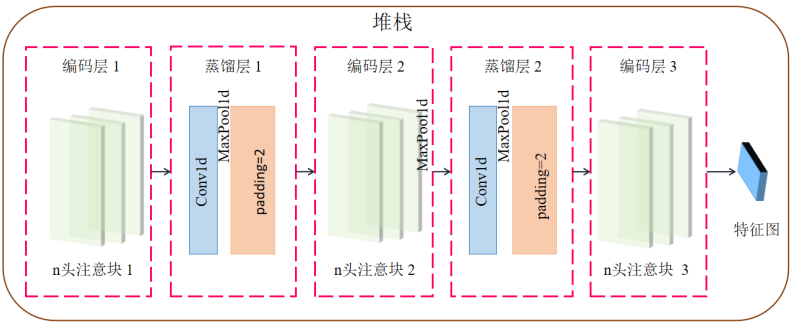 堆栈
编码层 1
蒸馏层 1
编码层 2
蒸馏层 2
编码层 3
Conv1d
MaxPool1d
padding=2
MaxPool1d
Conv1d
MaxPool1d
padding=2
特征图
n头注意块 1
n头注意块 2
n头注意块 3